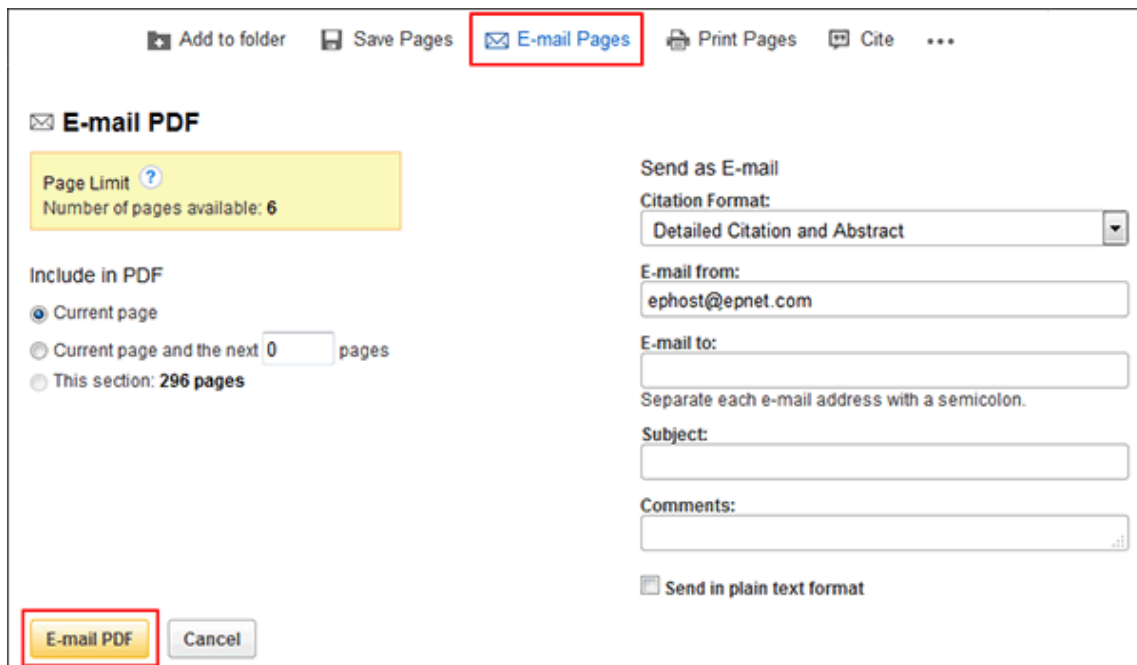 Add to folder Save Pages E-mail Pages Print Pages Cite •••
E-mail PDF
Page Limit ?
Number of pages available: 6
Include in PDF
Current page
Current page and the next 0 pages
This section: 296 pages
Send as E-mail
Citation Format:
Detailed Citation and Abstract
E-mail from:
ephost@epnet.com
E-mail to:
Separate each e-mail address with a semicolon.
Subject:
Comments:
Send in plain text format
E-mail PDF Cancel